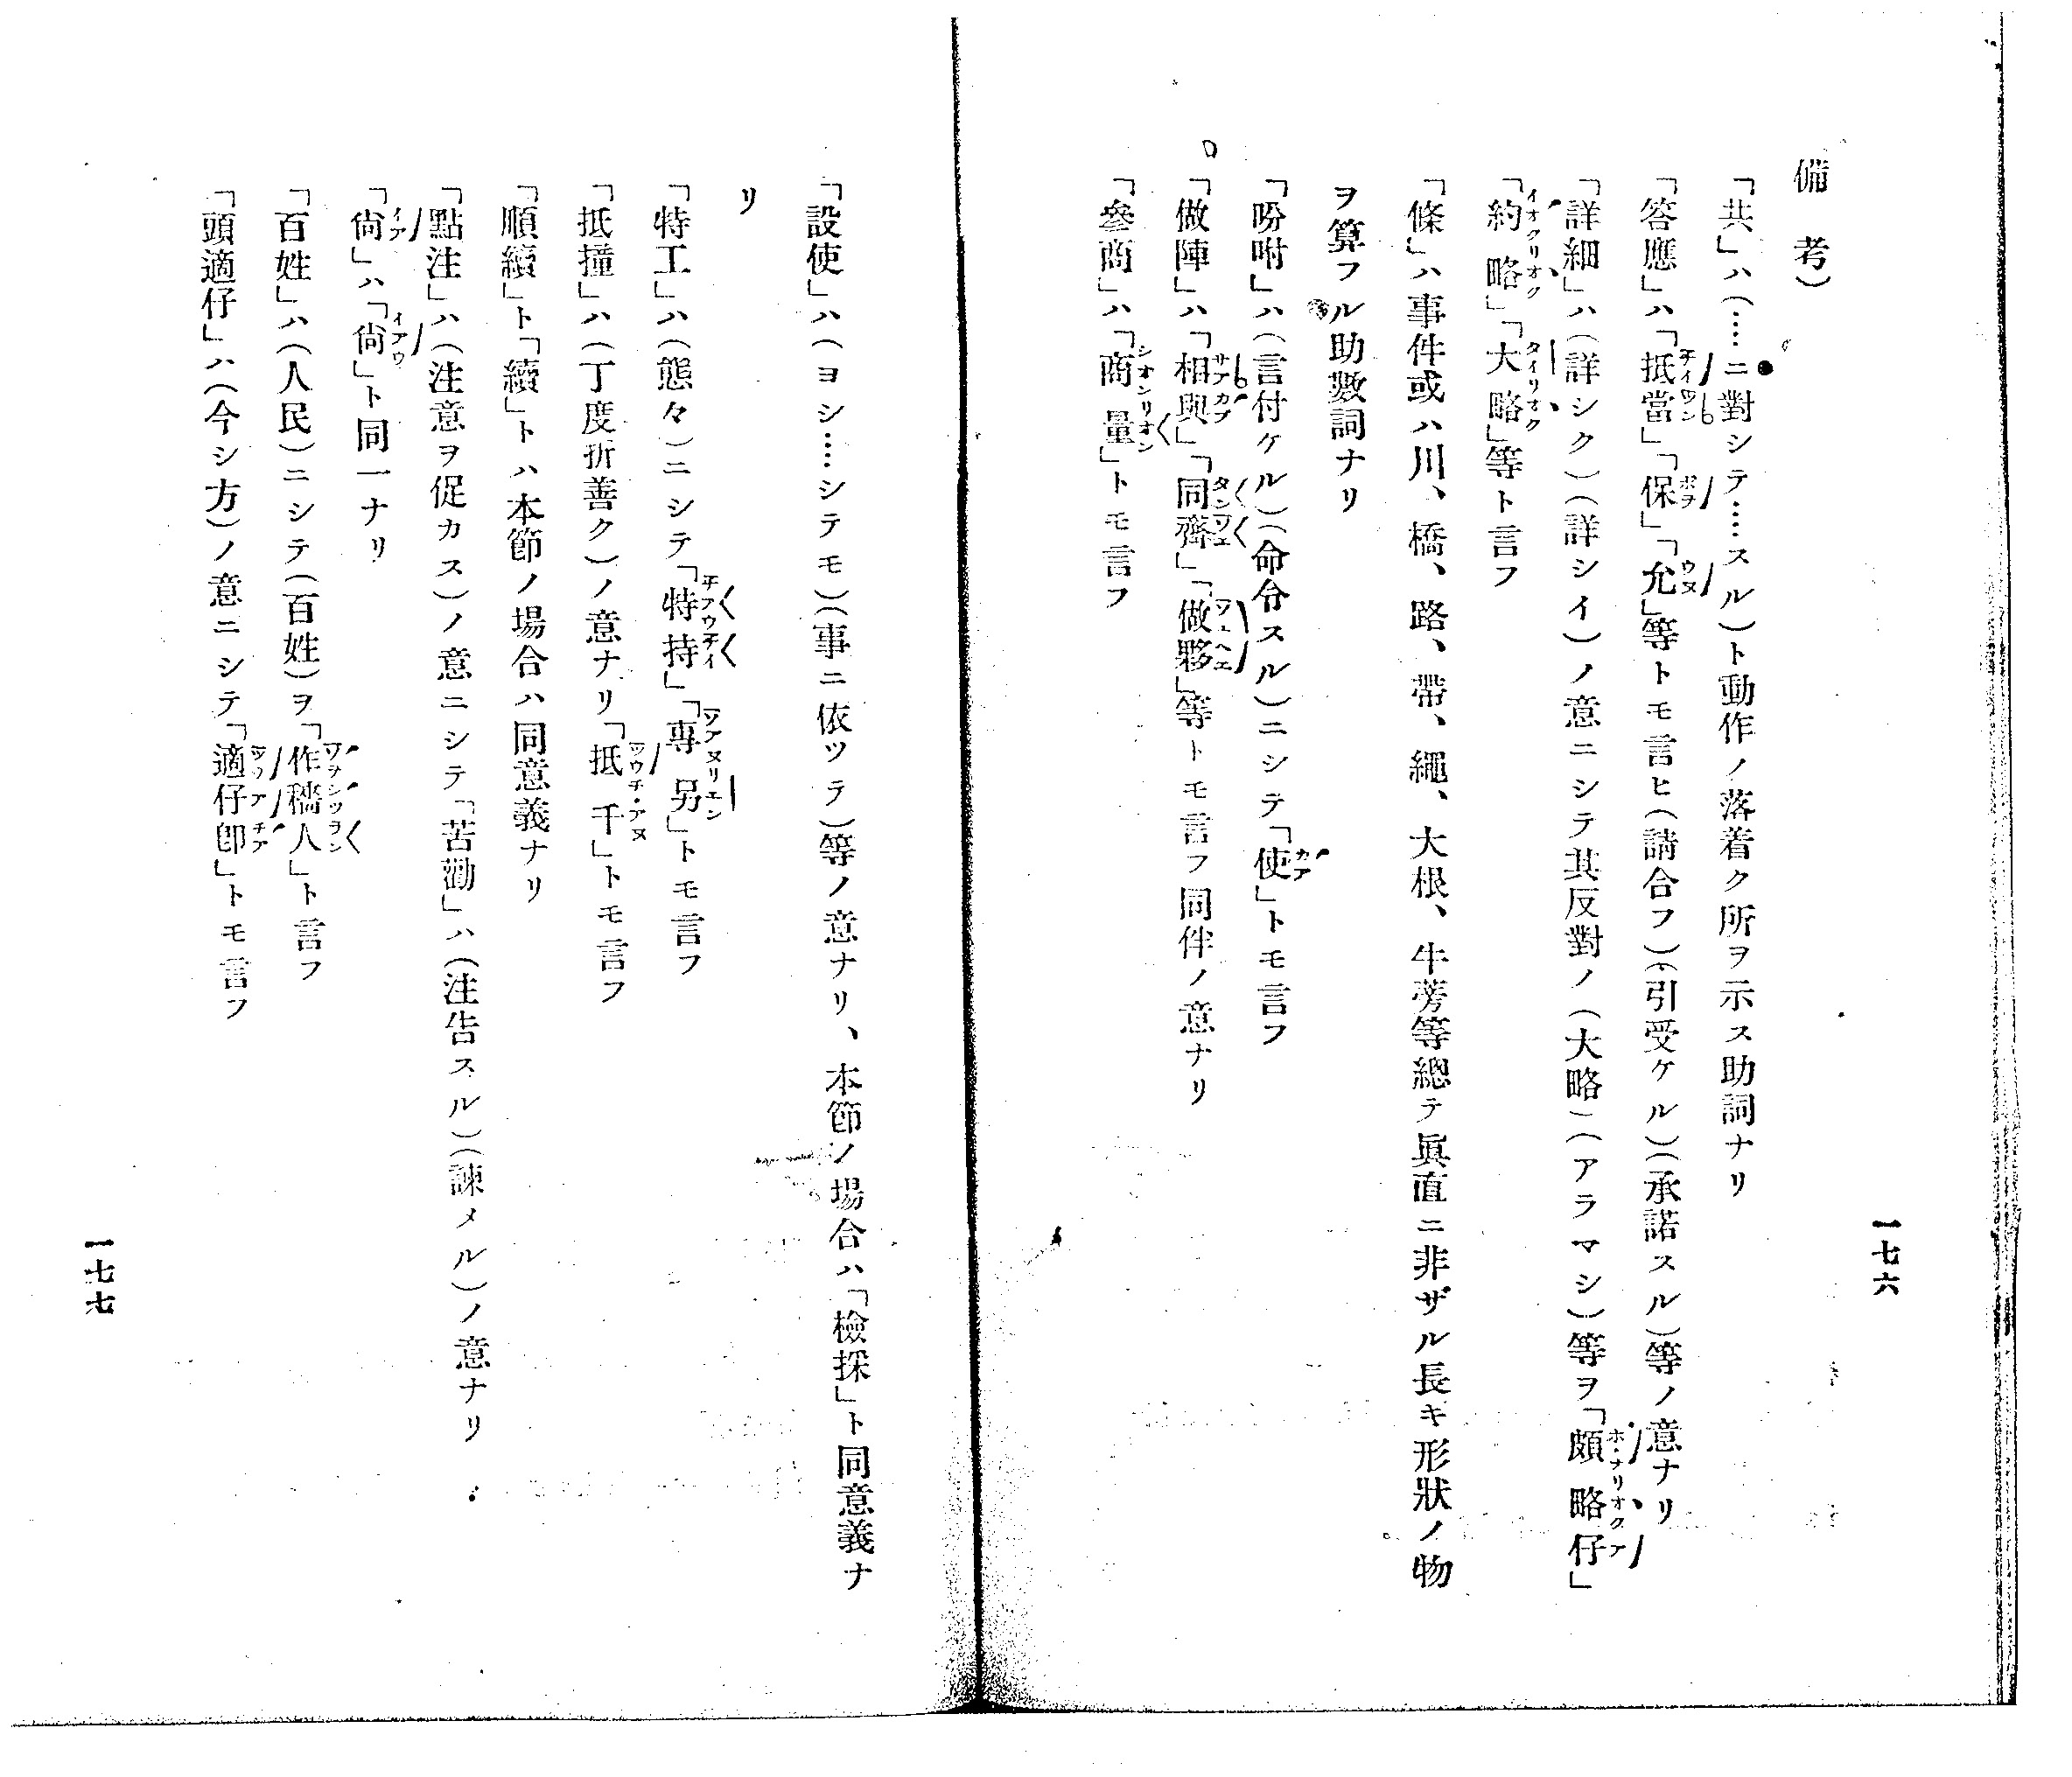 備考)
「共」ハ(‥‥ニ對シテ‥‥スル)ト動作ノ落着ク所ヲ示ス助詞ナリ
「答應」ハ「抵當」「保」「允」等トモ言ヒ(請合フ)(引受ケル)(承諾スル)等ノ意ナリ
「詳細」ハ(詳シク)(詳シイ)ノ意ニシテ其反對ノ(大略)(アラマシ)等ヲ「頗略仔」
「約略」「大略」等ト言フ
「條」ハ事件或ハ川、橋、路、帶、繩、大根、牛蒡等總テ眞直ニ非ザル長キ形狀ノ物
ヲ算フル助數詞ナリ
「吩咐」ハ(言付ケル)(命令スル)ニシテ「使」トモ言フ
「做陣」ハ「相與」「同齊」「做夥」等トモ言フ同伴ノ意ナリ
「參商」ハ「商量」トモ言フ
一七六
「設使」ハ(ヨシ‥‥シテモ)(事ニ依ツテ)等ノ意ナリ、本節ノ場合ハ「檢採」ト同意義ナ
リ
「特工」ハ(態々)ニシテ「特持」「專另」トモ言フ
「抵撞」ハ(丁度折善ク)ノ意ナリ「抵千」トモ言フ
「順續」ト「續」トハ本節ノ場合ハ同意義ナリ
「點注」ハ(注意ヲ促カス)ノ意ニシテ「苦勸」ハ(注告スル)(諫メル)ノ意ナリ
「尙」ハ「尙」ト同一ナリ
「百姓」ハ(人民)ニシテ(百姓)ヲ「作穡人」ト言フ
「頭適仔」ハ(今シ方)ノ意ニシテ「適仔卽」トモ言フ
一七七